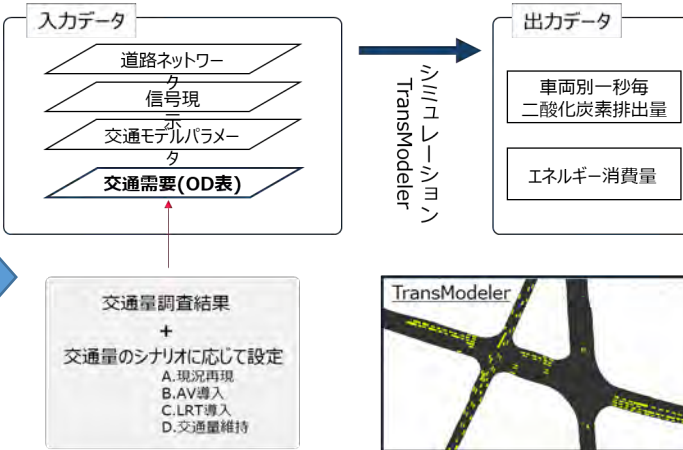 入力データ
道路ネットワー
ク
信号現
示
交通モデルパラメー
タ
交通需要(OD表)
シミュレーション
TransModeler
出力データ
車両別一秒毎
二酸化炭素排出量
エネルギー消費量
交通量調査結果
+
交通量のシナリオに応じて設定
A.現況再現
B.AV導入
C.LRT導入
D.交通量維持
TransModeler